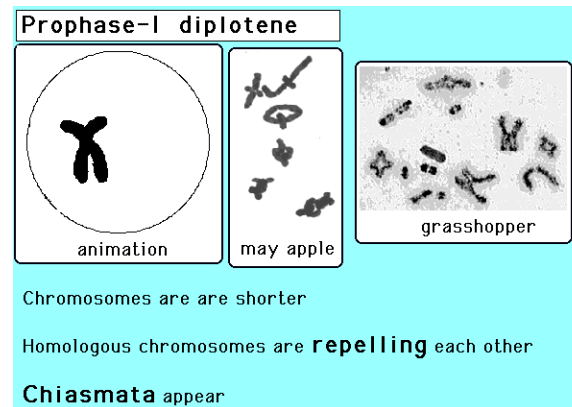 Prophase-I diplotene
animation
may apple
grasshopper
Chromosomes are are shorter
Homologous chromosomes are repelling each other
Chiasmata appear